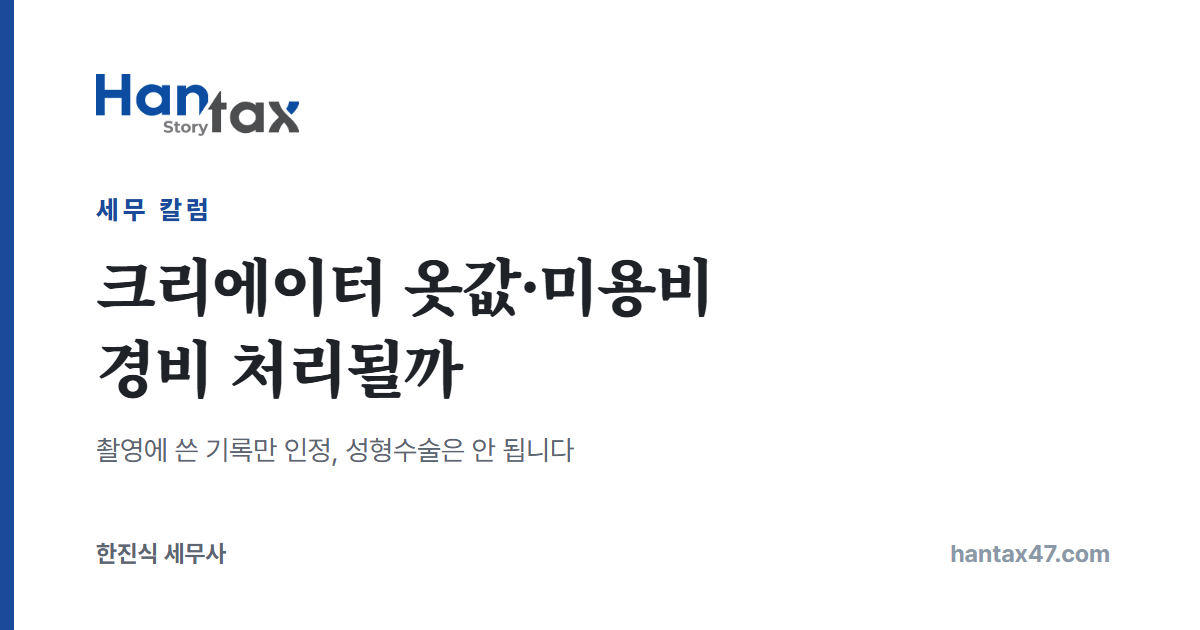 Hantax
Story
세무 칼럼
크리에이터 옷값·미용비
경비 처리될까
촬영에 쓴 기록만 인정, 성형수술은 안 됩니다
한진식 세무사
hantax47.com